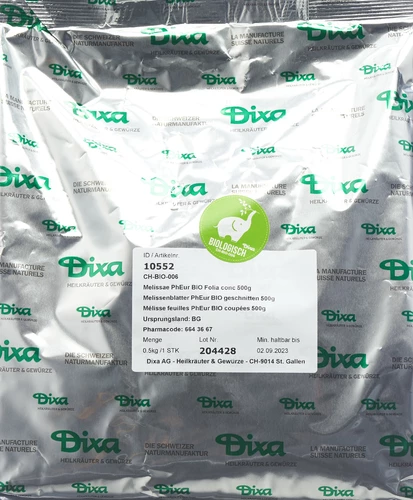 Dixa
HEILKRÄUTER & GEWÜRZE
LA MANUFACTURE
SUISSE NATURELS
DIE SCHWEIZER
NATURMANUFAKTUR
BIOLOGISCH
ID / Artikelnr.
10552
CH-BIO-006
Melissae PhEur BIO Folia conc 500g
Melissenblätter PhEur BIO geschnitten 500g
Mélisse feuilles PhEur BIO coupées 500g
Ursprungsland: BG
Pharmacode: 664 36 67
Menge Lot Nr Min. haltbar bis
0.5kg /1 STK 204428 02.09.2023
Dixa AG - Heilkräuter & Gewürze - CH-9014 St. Gallen